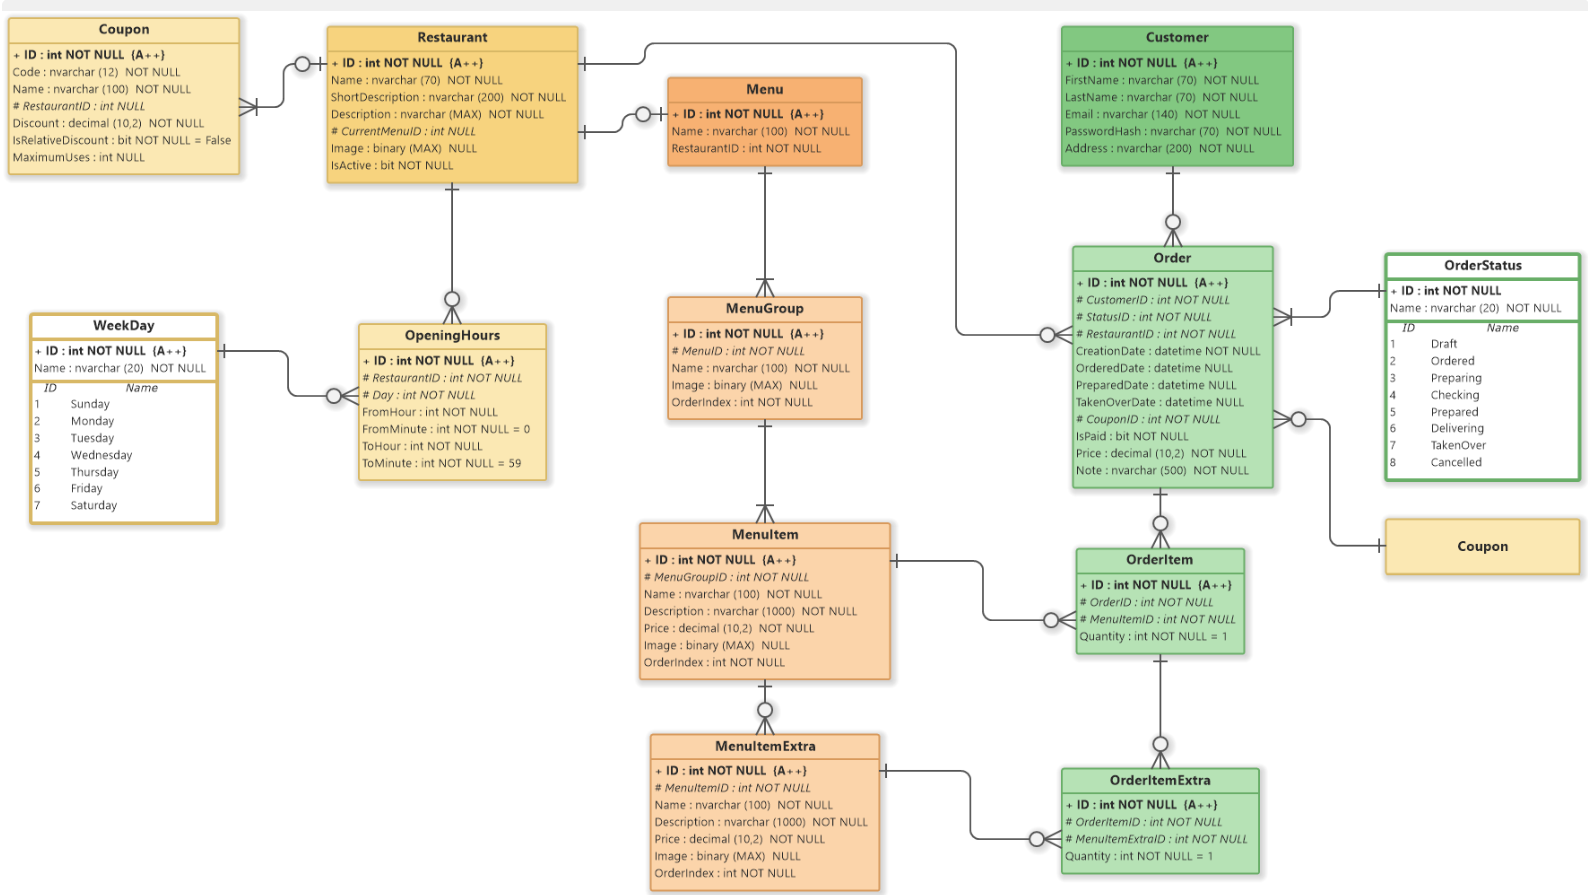 Coupon
+ ID : int NOT NULL (A++)
Code : nvarchar (12) NOT NULL
Name : nvarchar (100) NOT NULL
# RestaurantID : int NULL
Discount : decimal (10,2) NOT NULL
IsRelativeDiscount : bit NOT NULL = False
MaximumUses : int NULL
Restaurant
+ ID : int NOT NULL (A++)
Name : nvarchar (70) NOT NULL
ShortDescription : nvarchar (200) NOT NULL
Description : nvarchar (MAX) NOT NULL
# CurrentMenuID : int NULL
Image : binary (MAX) NULL
IsActive : bit NOT NULL
Menu
+ ID : int NOT NULL (A++)
Name : nvarchar (100) NOT NULL
RestaurantID : int NOT NULL
Customer
+ ID : int NOT NULL (A++)
FirstName : nvarchar (70) NOT NULL
LastName : nvarchar (70) NOT NULL
Email : nvarchar (140) NOT NULL
PasswordHash : nvarchar (70) NOT NULL
Address : nvarchar (200) NOT NULL
WeekDay
+ ID : int NOT NULL (A++)
Name : nvarchar (20) NOT NULL
ID Name
1 Sunday
2 Monday
3 Tuesday
4 Wednesday
5 Thursday
6 Friday
7 Saturday
OpeningHours
+ ID : int NOT NULL (A++)
# RestaurantID : int NOT NULL
# Day : int NOT NULL
FromHour : int NOT NULL
FromMinute : int NOT NULL = 0
ToHour : int NOT NULL
ToMinute : int NOT NULL = 59
MenuGroup
+ ID : int NOT NULL (A++)
# MenuID : int NOT NULL
Name : nvarchar (100) NOT NULL
Image : binary (MAX) NULL
OrderIndex : int NOT NULL
Order
+ ID : int NOT NULL (A++)
# CustomerID : int NOT NULL
# StatusID : int NOT NULL
# RestaurantID : int NOT NULL
CreationDate : datetime NOT NULL
OrderedDate : datetime NULL
PreparedDate : datetime NULL
TakenOverDate : datetime NULL
# CouponID : int NOT NULL
IsPaid : bit NOT NULL
Price : decimal (10,2) NOT NULL
Note : nvarchar (500) NOT NULL
OrderStatus
+ ID : int NOT NULL
Name : nvarchar (20) NOT NULL
ID Name
1 Draft
2 Ordered
3 Preparing
4 Checking
5 Prepared
6 Delivering
7 TakenOver
8 Cancelled
Coupon
MenuItem
+ ID : int NOT NULL (A++)
# MenuGroupID : int NOT NULL
Name : nvarchar (100) NOT NULL
Description : nvarchar (1000) NOT NULL
Price : decimal (10,2) NOT NULL
Image : binary (MAX) NULL
OrderIndex : int NOT NULL
OrderItem
+ ID : int NOT NULL (A++)
# OrderID : int NOT NULL
# MenuItemID : int NOT NULL
Quantity : int NOT NULL = 1
MenuItemExtra
+ ID : int NOT NULL (A++)
# MenuItemID : int NOT NULL
Name : nvarchar (100) NOT NULL
Description : nvarchar (1000) NOT NULL
Price : decimal (10,2) NOT NULL
Image : binary (MAX) NULL
OrderIndex : int NOT NULL
OrderItemExtra
+ ID : int NOT NULL (A++)
# OrderItemID : int NOT NULL
# MenuItemExtraID : int NOT NULL
Quantity : int NOT NULL = 1